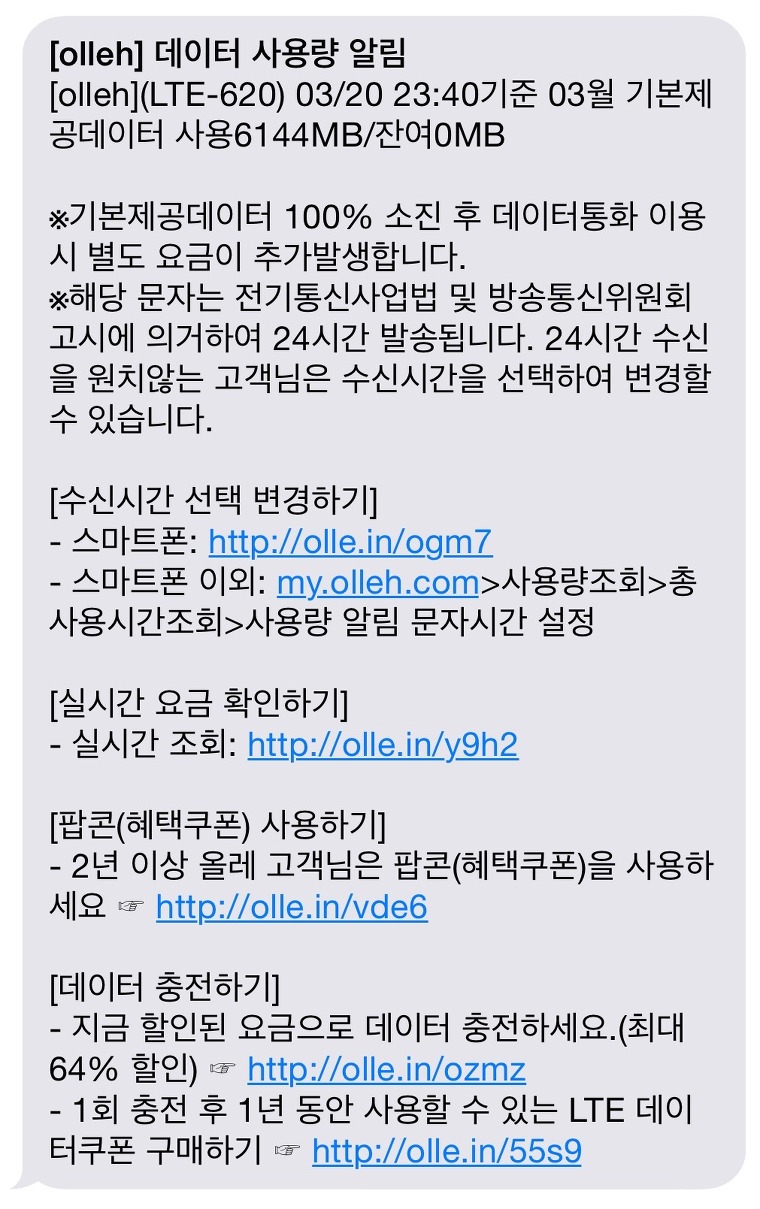 [olleh] 데이터 사용량 알림
[olleh](LTE-620) 03/20 23:40기준 03월 기본제
공데이터 사용6144MB/잔여0MB
※기본제공데이터 100% 소진 후 데이터통화 이용
시 별도 요금이 추가발생합니다.
※해당 문자는 전기통신사업법 및 방송통신위원회
고시에 의거하여 24시간 발송됩니다. 24시간 수신
을 원치않는 고객님은 수신시간을 선택하여 변경할
수 있습니다.
[수신시간 선택 변경하기]
- 스마트폰: http://olle.in/ogm7
- 스마트폰 이외: my.olleh.com>사용량조회>총
사용시간조회>사용량 알림 문자시간 설정
[실시간 요금 확인하기]
- 실시간 조회: http://olle.in/y9h2
[팝콘(혜택쿠폰) 사용하기]
- 2년 이상 올레 고객님은 팝콘(혜택쿠폰)을 사용하
세요 ☞ http://olle.in/vde6
[데이터 충전하기]
- 지금 할인된 요금으로 데이터 충전하세요.(최대
64% 할인) ☞ http://olle.in/ozmz
- 1회 충전 후 1년 동안 사용할 수 있는 LTE 데이
터쿠폰 구매하기 ☞ http://olle.in/55s9